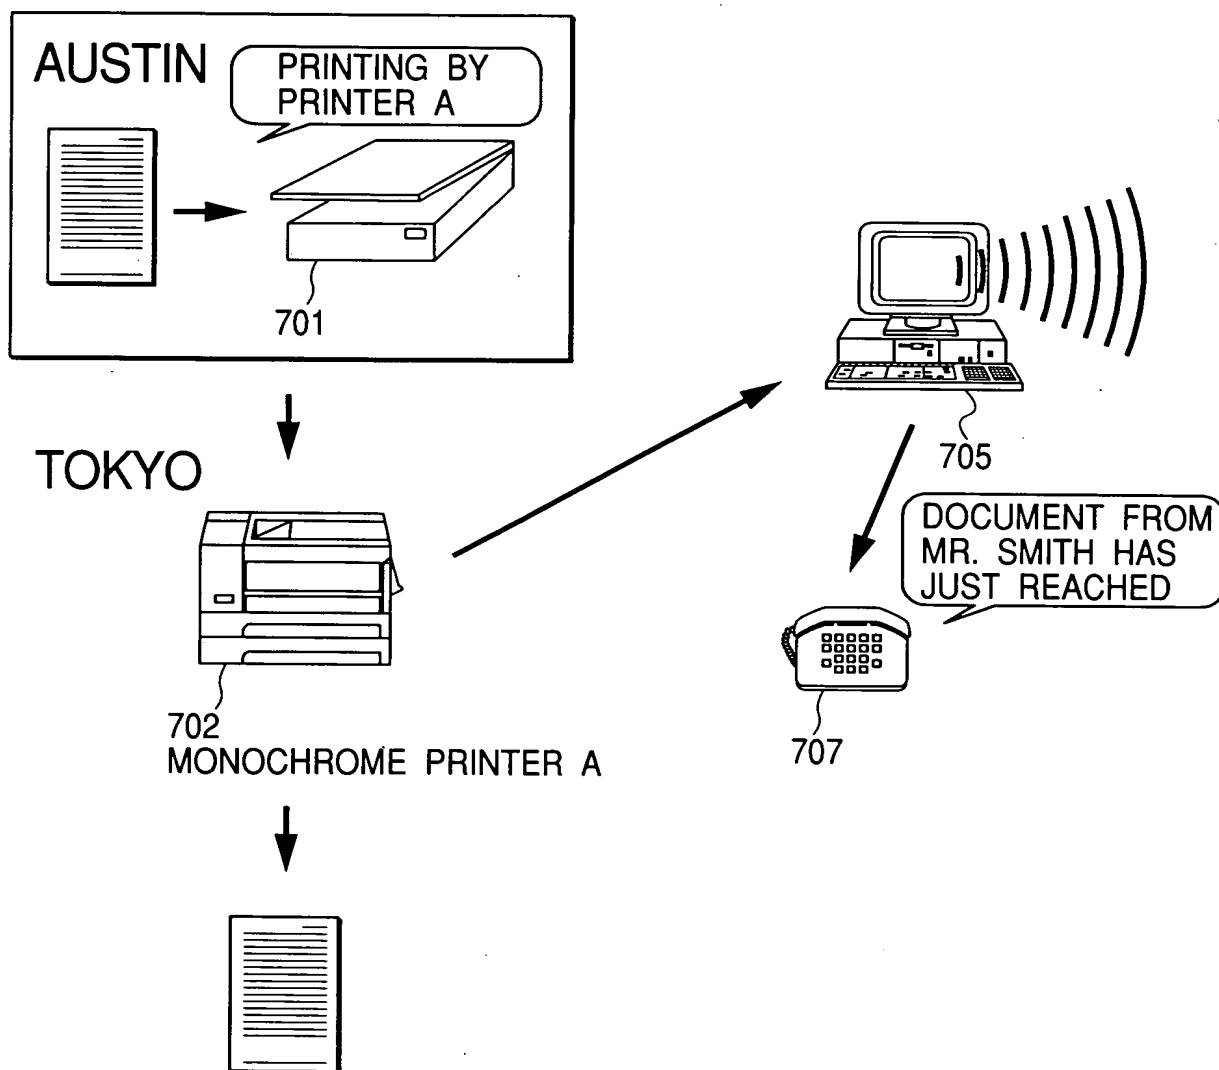 AUSTIN
PRINTING BY
PRINTER A
701
TOKYO
702
MONOCHROME PRINTER A
705
DOCUMENT FROM
MR. SMITH HAS
JUST REACHED
707